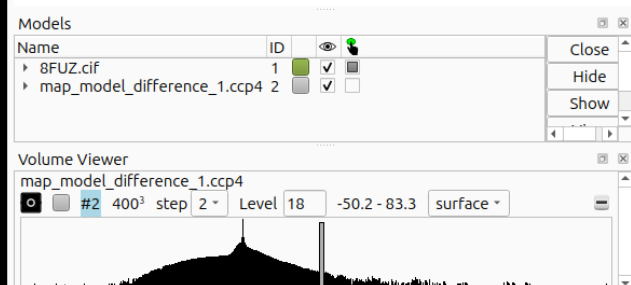 Models
Name ID
8FUZ.cif 1
map_model_difference_1.ccp4 2
Close
Hide
Show
Volume Viewer
map_model_difference_1.ccp4
#2 400³ step 2 Level 18 -50.2 - 83.3 surface